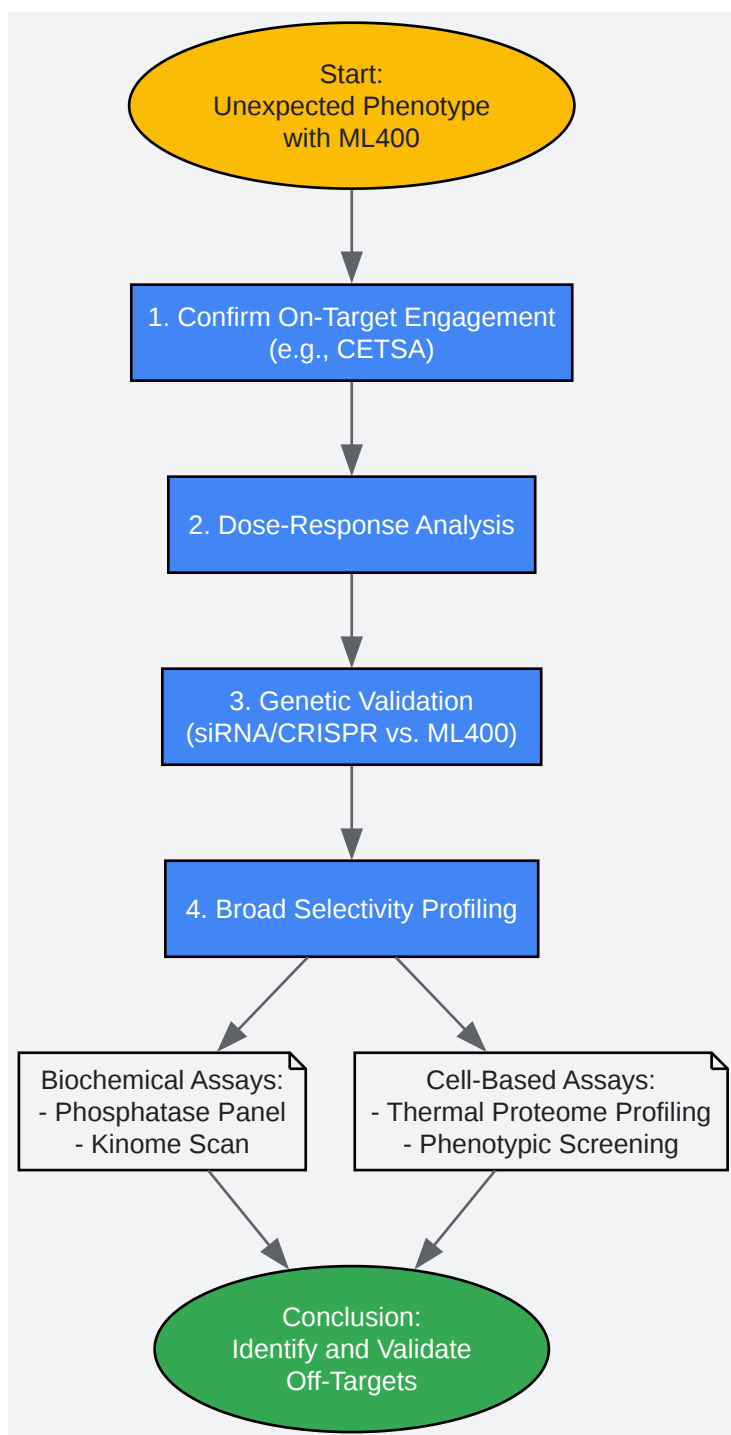 Start:
Unexpected Phenotype
with ML400
1. Confirm On-Target Engagement
(e.g., CETSA)
2. Dose-Response Analysis
3. Genetic Validation
(siRNA/CRISPR vs. ML400)
4. Broad Selectivity Profiling
Biochemical Assays:
- Phosphatase Panel
- Kinome Scan
Cell-Based Assays:
- Thermal Proteome Profiling
- Phenotypic Screening
Conclusion:
Identify and Validate
Off-Targets